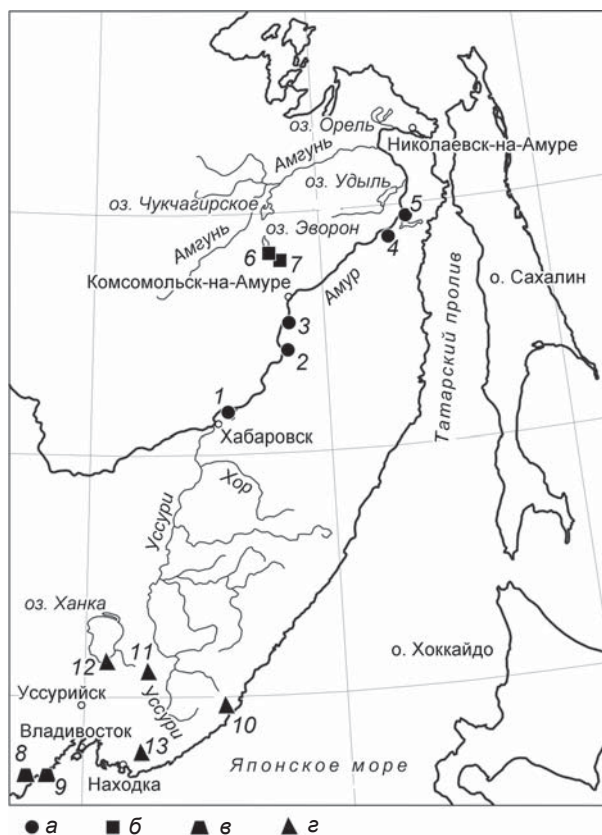 оз. Орель
Николаевск-на-Амуре
Амгунь
оз. Удыль
оз. Чукчагирское
5
оз. Эворон
4
Амгунь
6
7
Комсомольск-на-Амуре
Амур
о. Сахалин
3
Татарский пролив
2
1
Хабаровск
Хор
Уссури
оз. Ханка
о. Хоккайдо
12
11
Уссурийск
Уссури
10
Владивосток
8
13
9
Находка
Японское море
а б в г